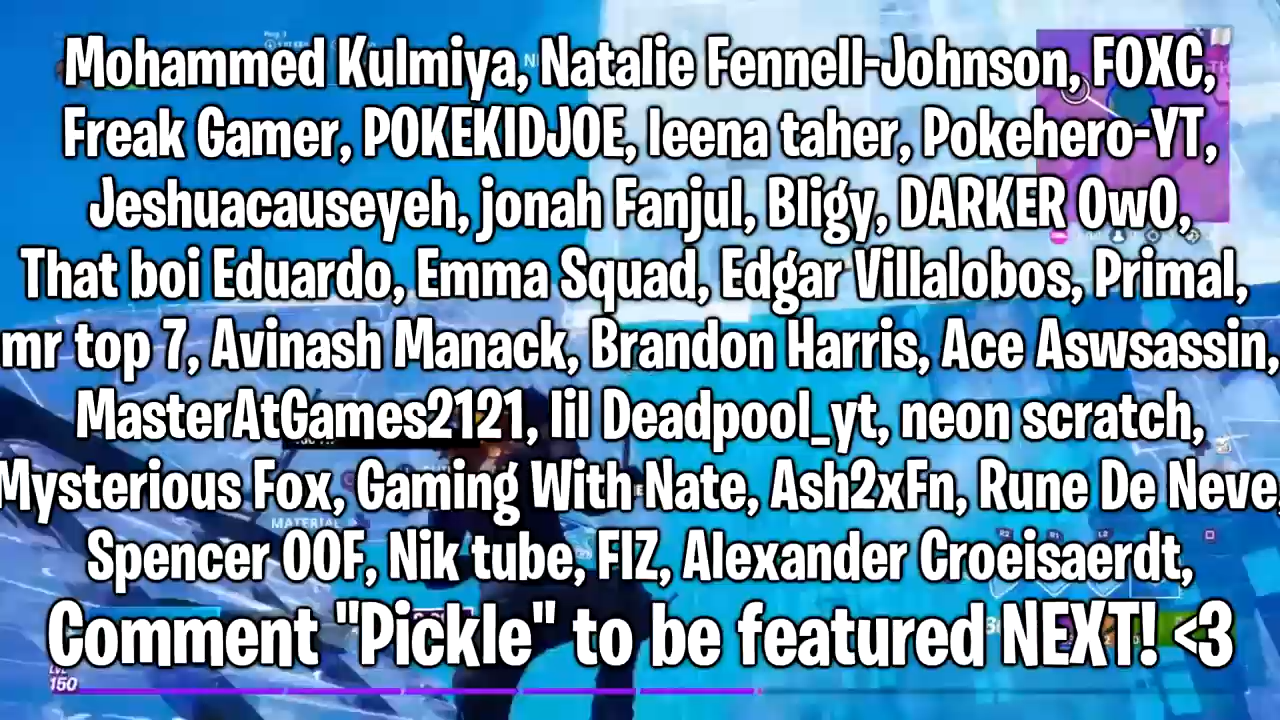 Mohammed Kulmiya, Natalie Fennell-Johnson, FOXC,
Freak Gamer, POKEKIDJOE, leena taher, Pokehero-YT,
Jeshuacauseyeh, jonah Fanjul, Bligy, DARKER OwO,
That boi Eduardo, Emma Squad, Edgar Villalobos, Primal,
mr top 7, Avinash Manack, Brandon Harris, Ace Aswsassin,
MasterAtGames2121, lil Deadpool_yt, neon scratch,
Mysterious Fox, Gaming With Nate, Ash2xFn, Rune De Neve,
MATERIAL
Spencer OOF, Nik tube, FIZ, Alexander Croeisaerdt,
Comment "Pickle" to be featured NEXT! <3
LVL
150